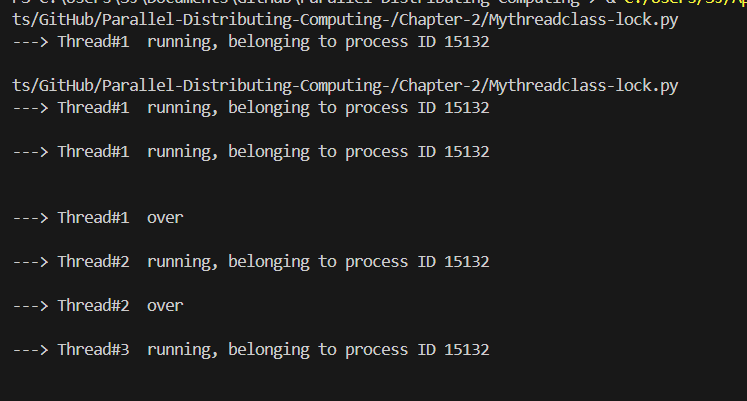 ts/GitHub/Parallel-Distributing-Computing-/Chapter-2/Mythreadclass-lock.py
---> Thread#1  running, belonging to process ID 15132
ts/GitHub/Parallel-Distributing-Computing-/Chapter-2/Mythreadclass-lock.py
---> Thread#1  running, belonging to process ID 15132
---> Thread#1  running, belonging to process ID 15132
---> Thread#1  over
---> Thread#2  running, belonging to process ID 15132
---> Thread#2  over
---> Thread#3  running, belonging to process ID 15132